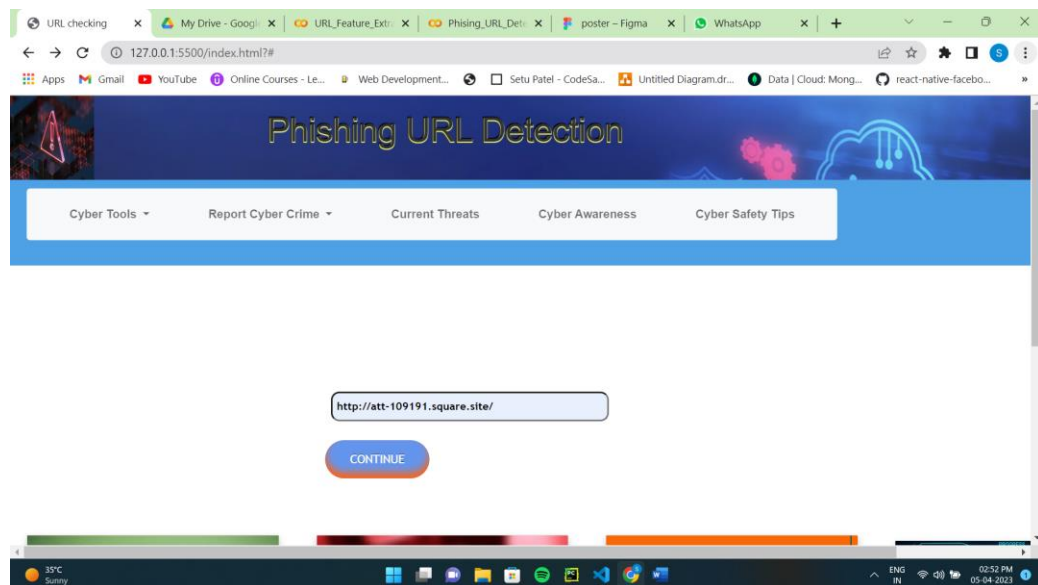 URL checking
My Drive - Google
URL_Feature_Extr
Phising_URL_Dete
poster – Figma
WhatsApp
127.0.0.1:5500/index.html?#
S
Apps
Gmail
YouTube
Online Courses - Le...
Web Development...
Setu Patel - CodeSa...
Untitled Diagram.dr...
Data | Cloud: Mong...
react-native-facebo...
»
Phishing URL Detection
Cyber Tools
Report Cyber Crime
Current Threats
Cyber Awareness
Cyber Safety Tips
http://att-109191.square.site/
CONTINUE
35°C
Sunny
ENG
IN
02:52 PM
05-04-2023
1